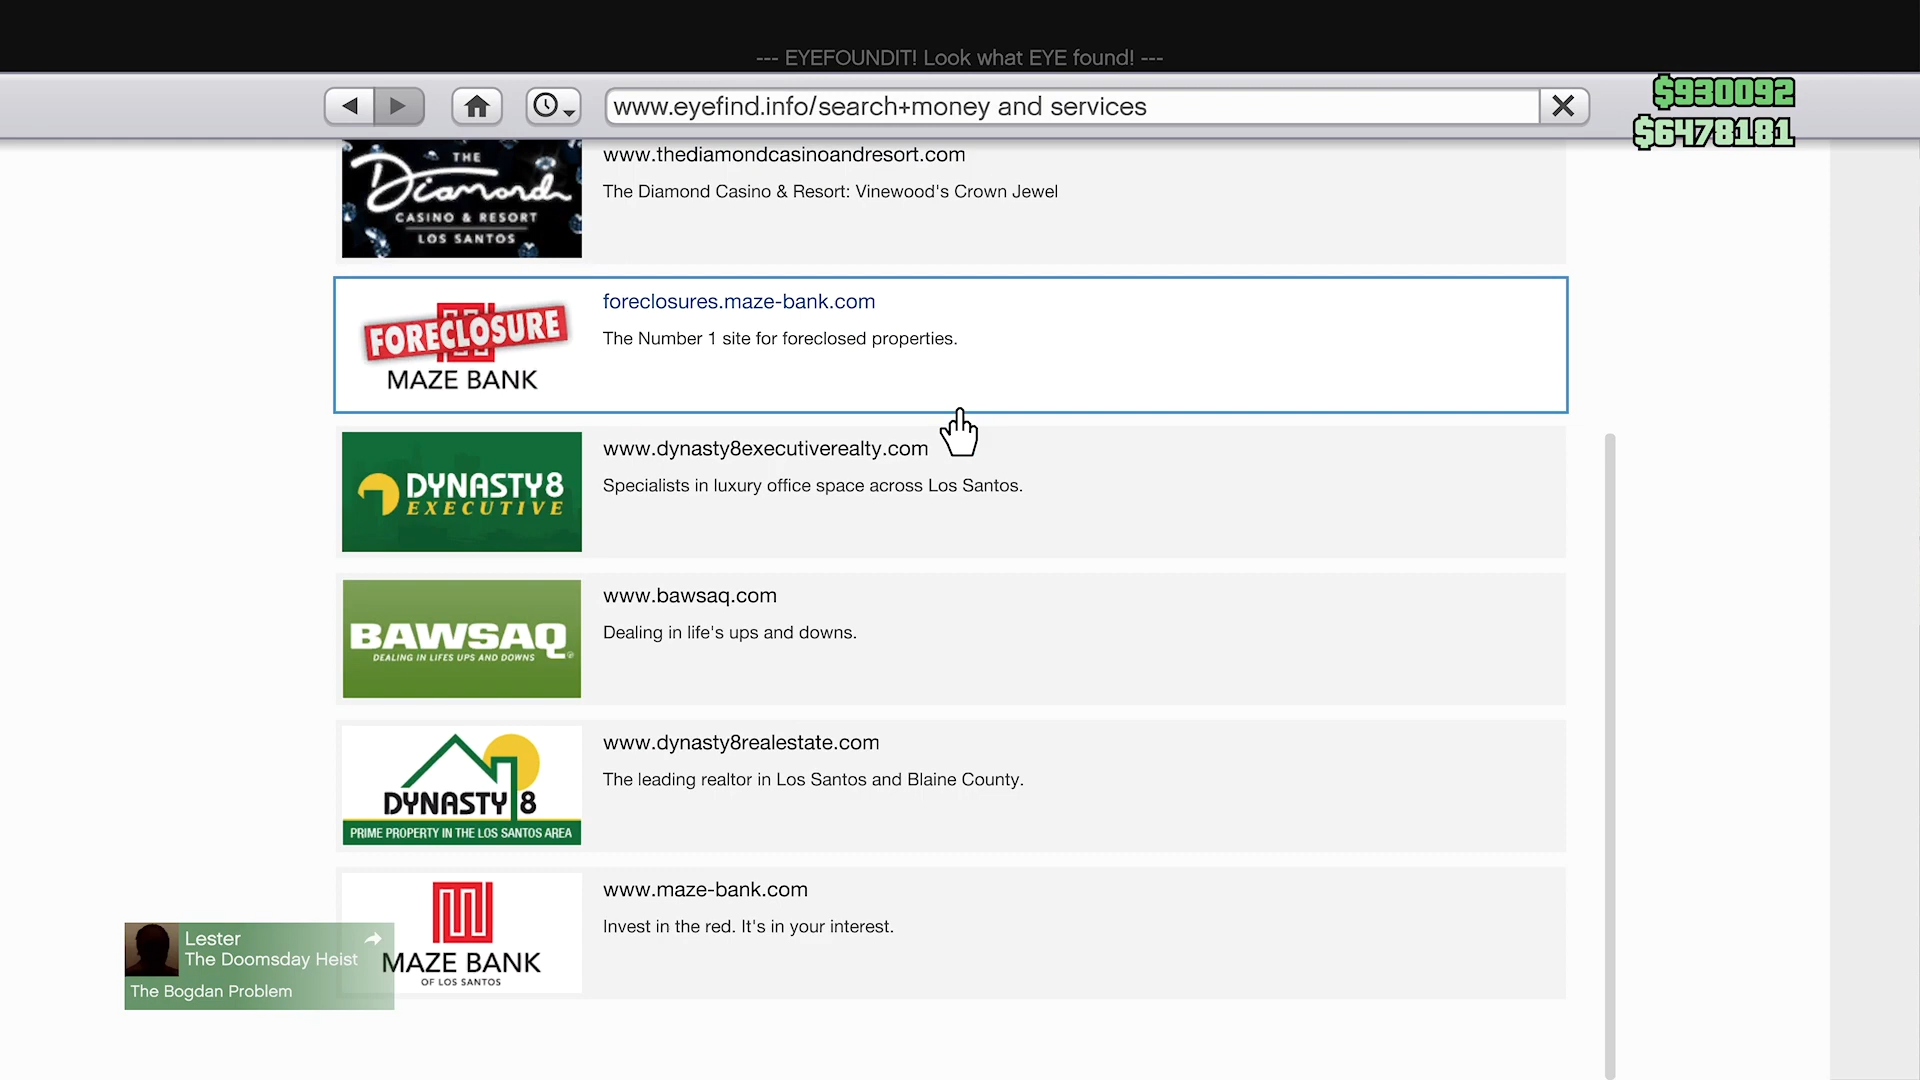 --- EYEFOUNDIT! Look what EYE found! ---
www.eyefind.info/search+money and services
$930092
$6478181
THE
Diamond
CASINO & RESORT
LOS SANTOS
www.thediamondcasinoandresort.com
The Diamond Casino & Resort: Vinewood's Crown Jewel
FORECLOSURE
MAZE BANK
foreclosures.maze-bank.com
The Number 1 site for foreclosed properties.
DYNASTY8
EXECUTIVE
www.dynasty8executiverealty.com
Specialists in luxury office space across Los Santos.
BAWSAQ
DEALING IN LIFES UPS AND DOWNS
www.bawsaq.com
Dealing in life's ups and downs.
DYNASTY 8
PRIME PROPERTY IN THE LOS SANTOS AREA
www.dynasty8realestate.com
The leading realtor in Los Santos and Blaine County.
MAZE BANK
OF LOS SANTOS
www.maze-bank.com
Invest in the red. It's in your interest.
Lester
The Doomsday Heist
The Bogdan Problem